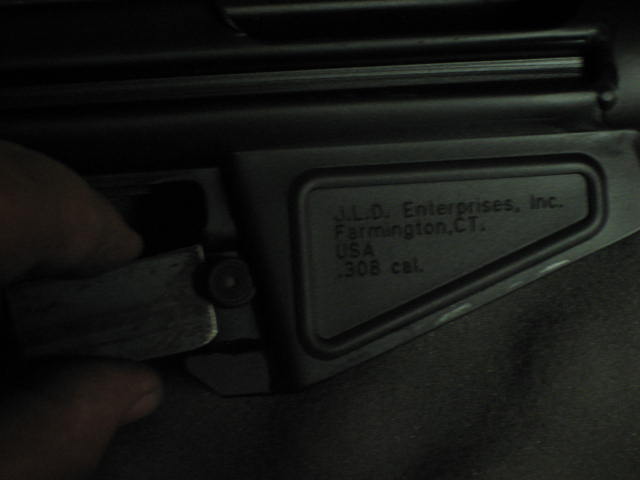 J.L.D. Enterprises, Inc.
Farmington,CT.
USA
.308 cal.